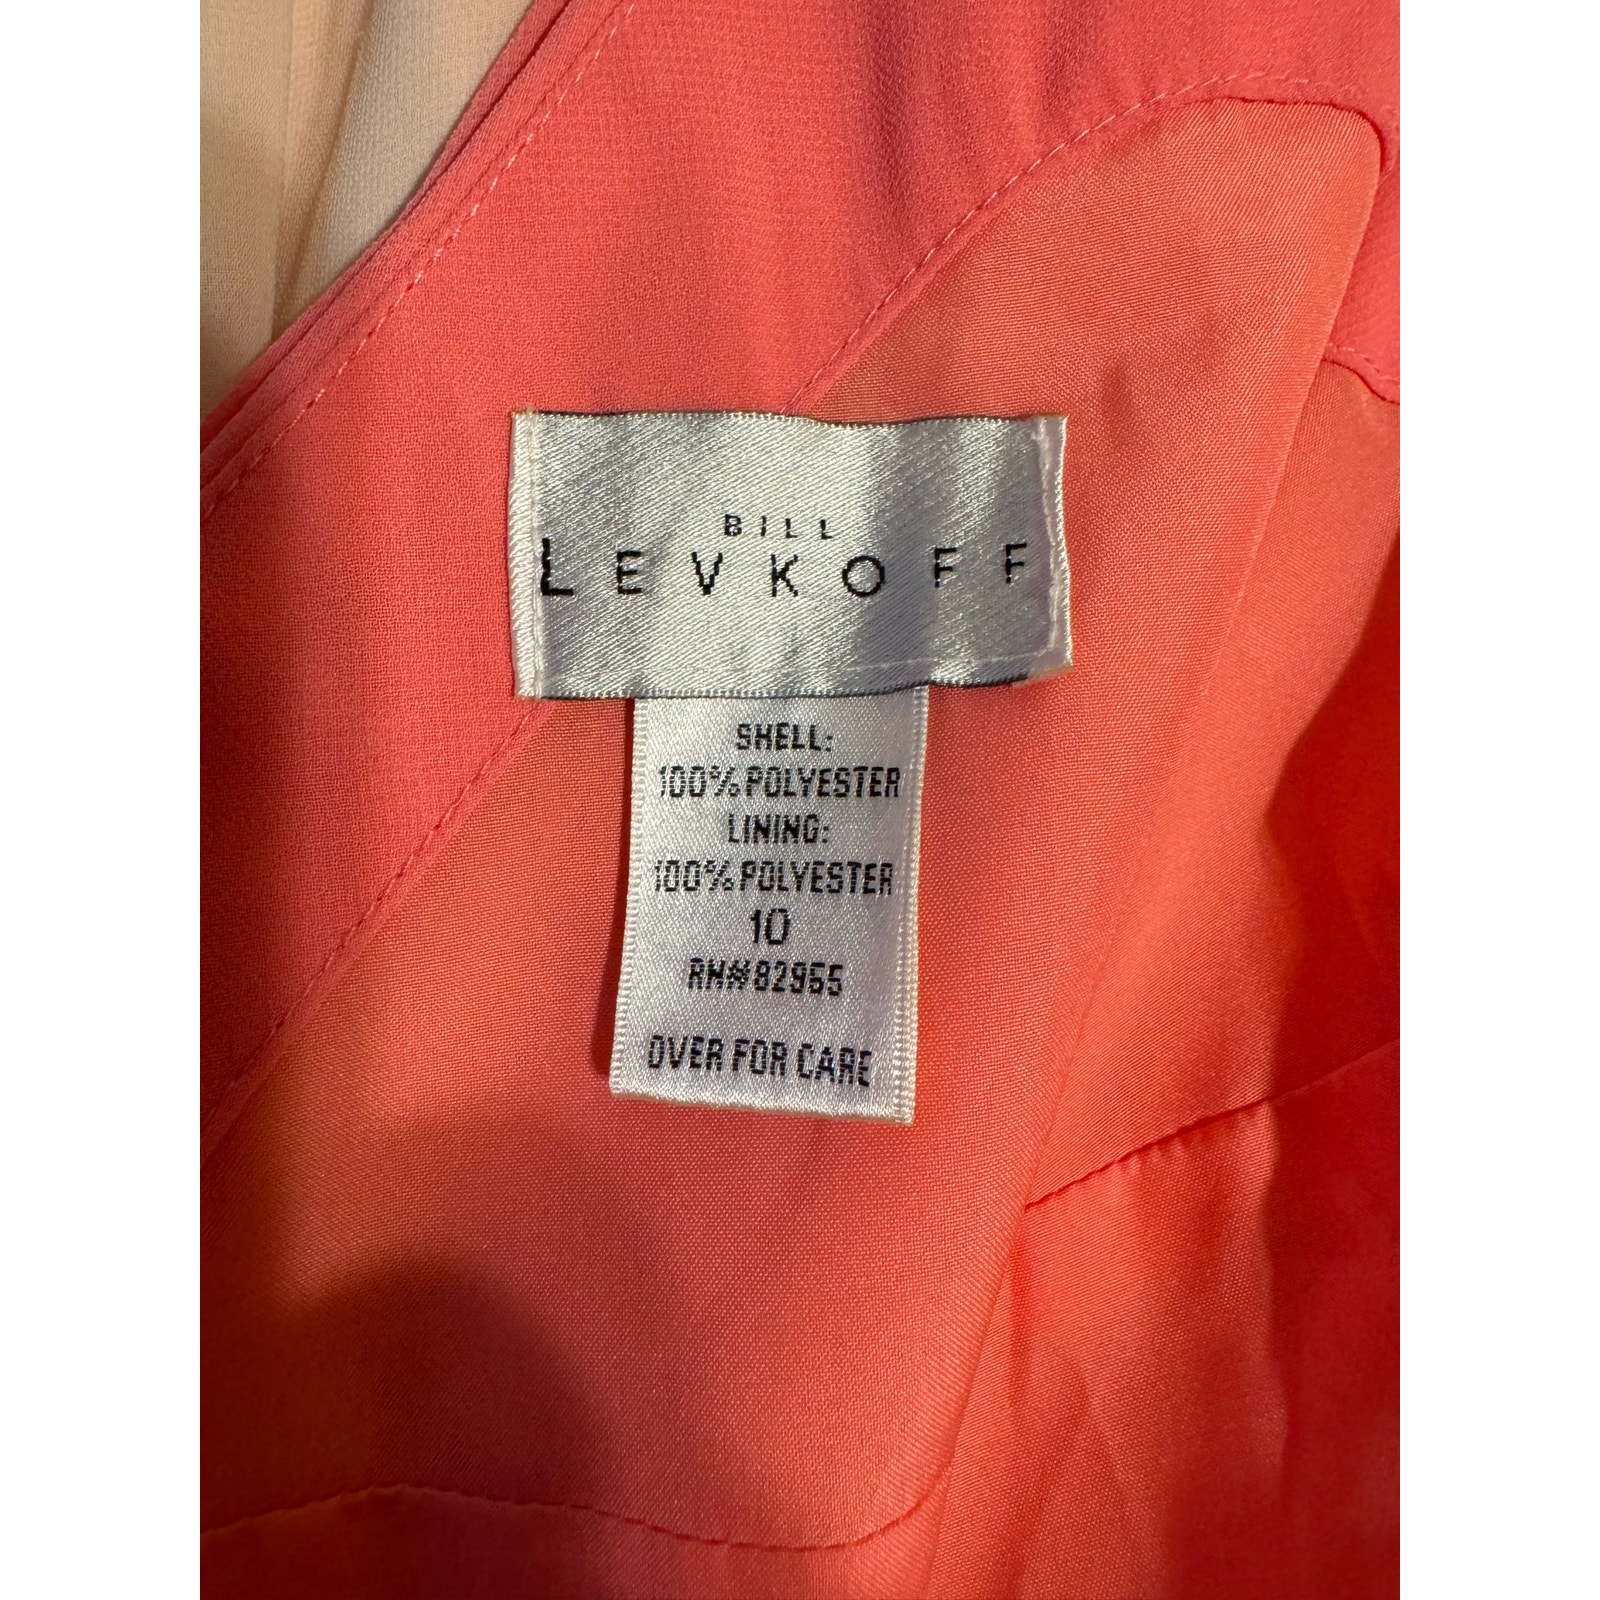 BILL
LEVKOFF
SHELL:
100% POLYESTER
LINING:
100% POLYESTER
10
RN#82965
OVER FOR CARE